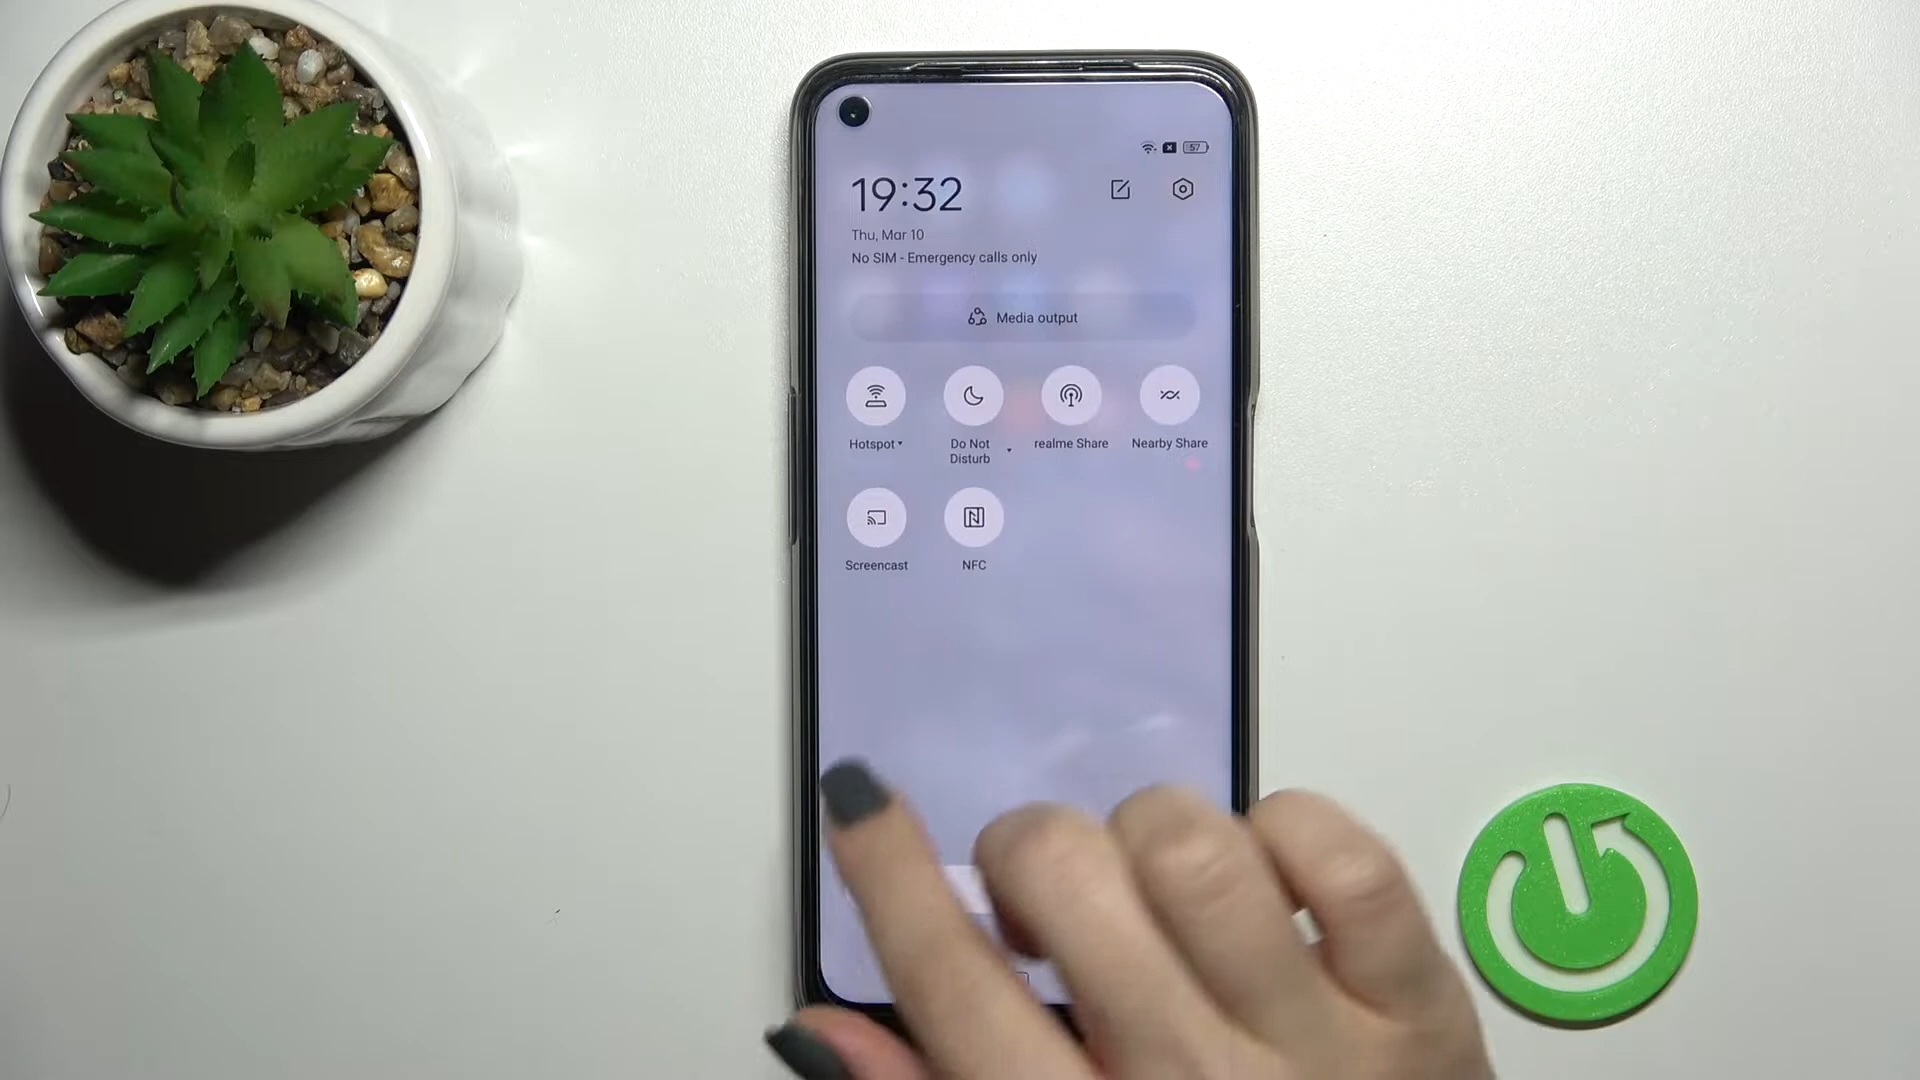 57
19:32
Thu, Mar 10
No SIM - Emergency calls only
Media output
Hotspot
Do Not
Disturb
realme Share
Nearby Share
Screencast
NFC